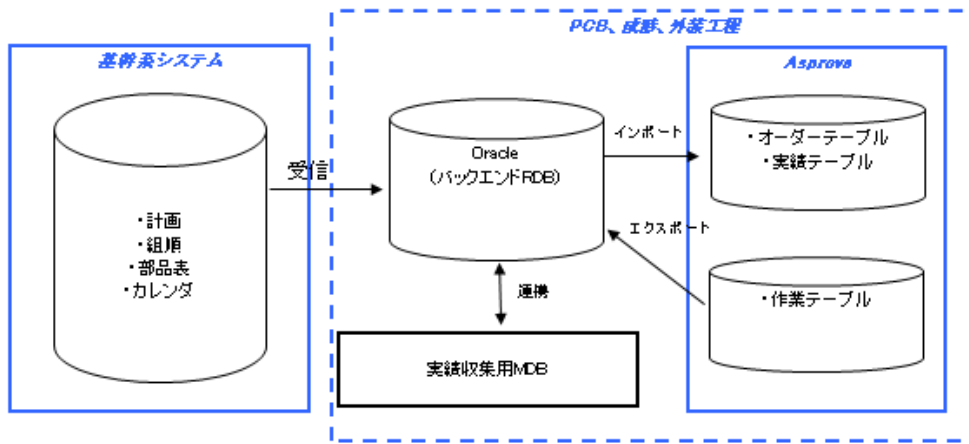 PCB、成形、外装工程
基幹系システム
・計画
・組順
・部品表
・カレンダ
受信
Oracle
(バックエンドRDB)
連携
実績収集用MDB
インポート
エクスポート
Asprova
・オーダーテーブル
・実績テーブル
・作業テーブル